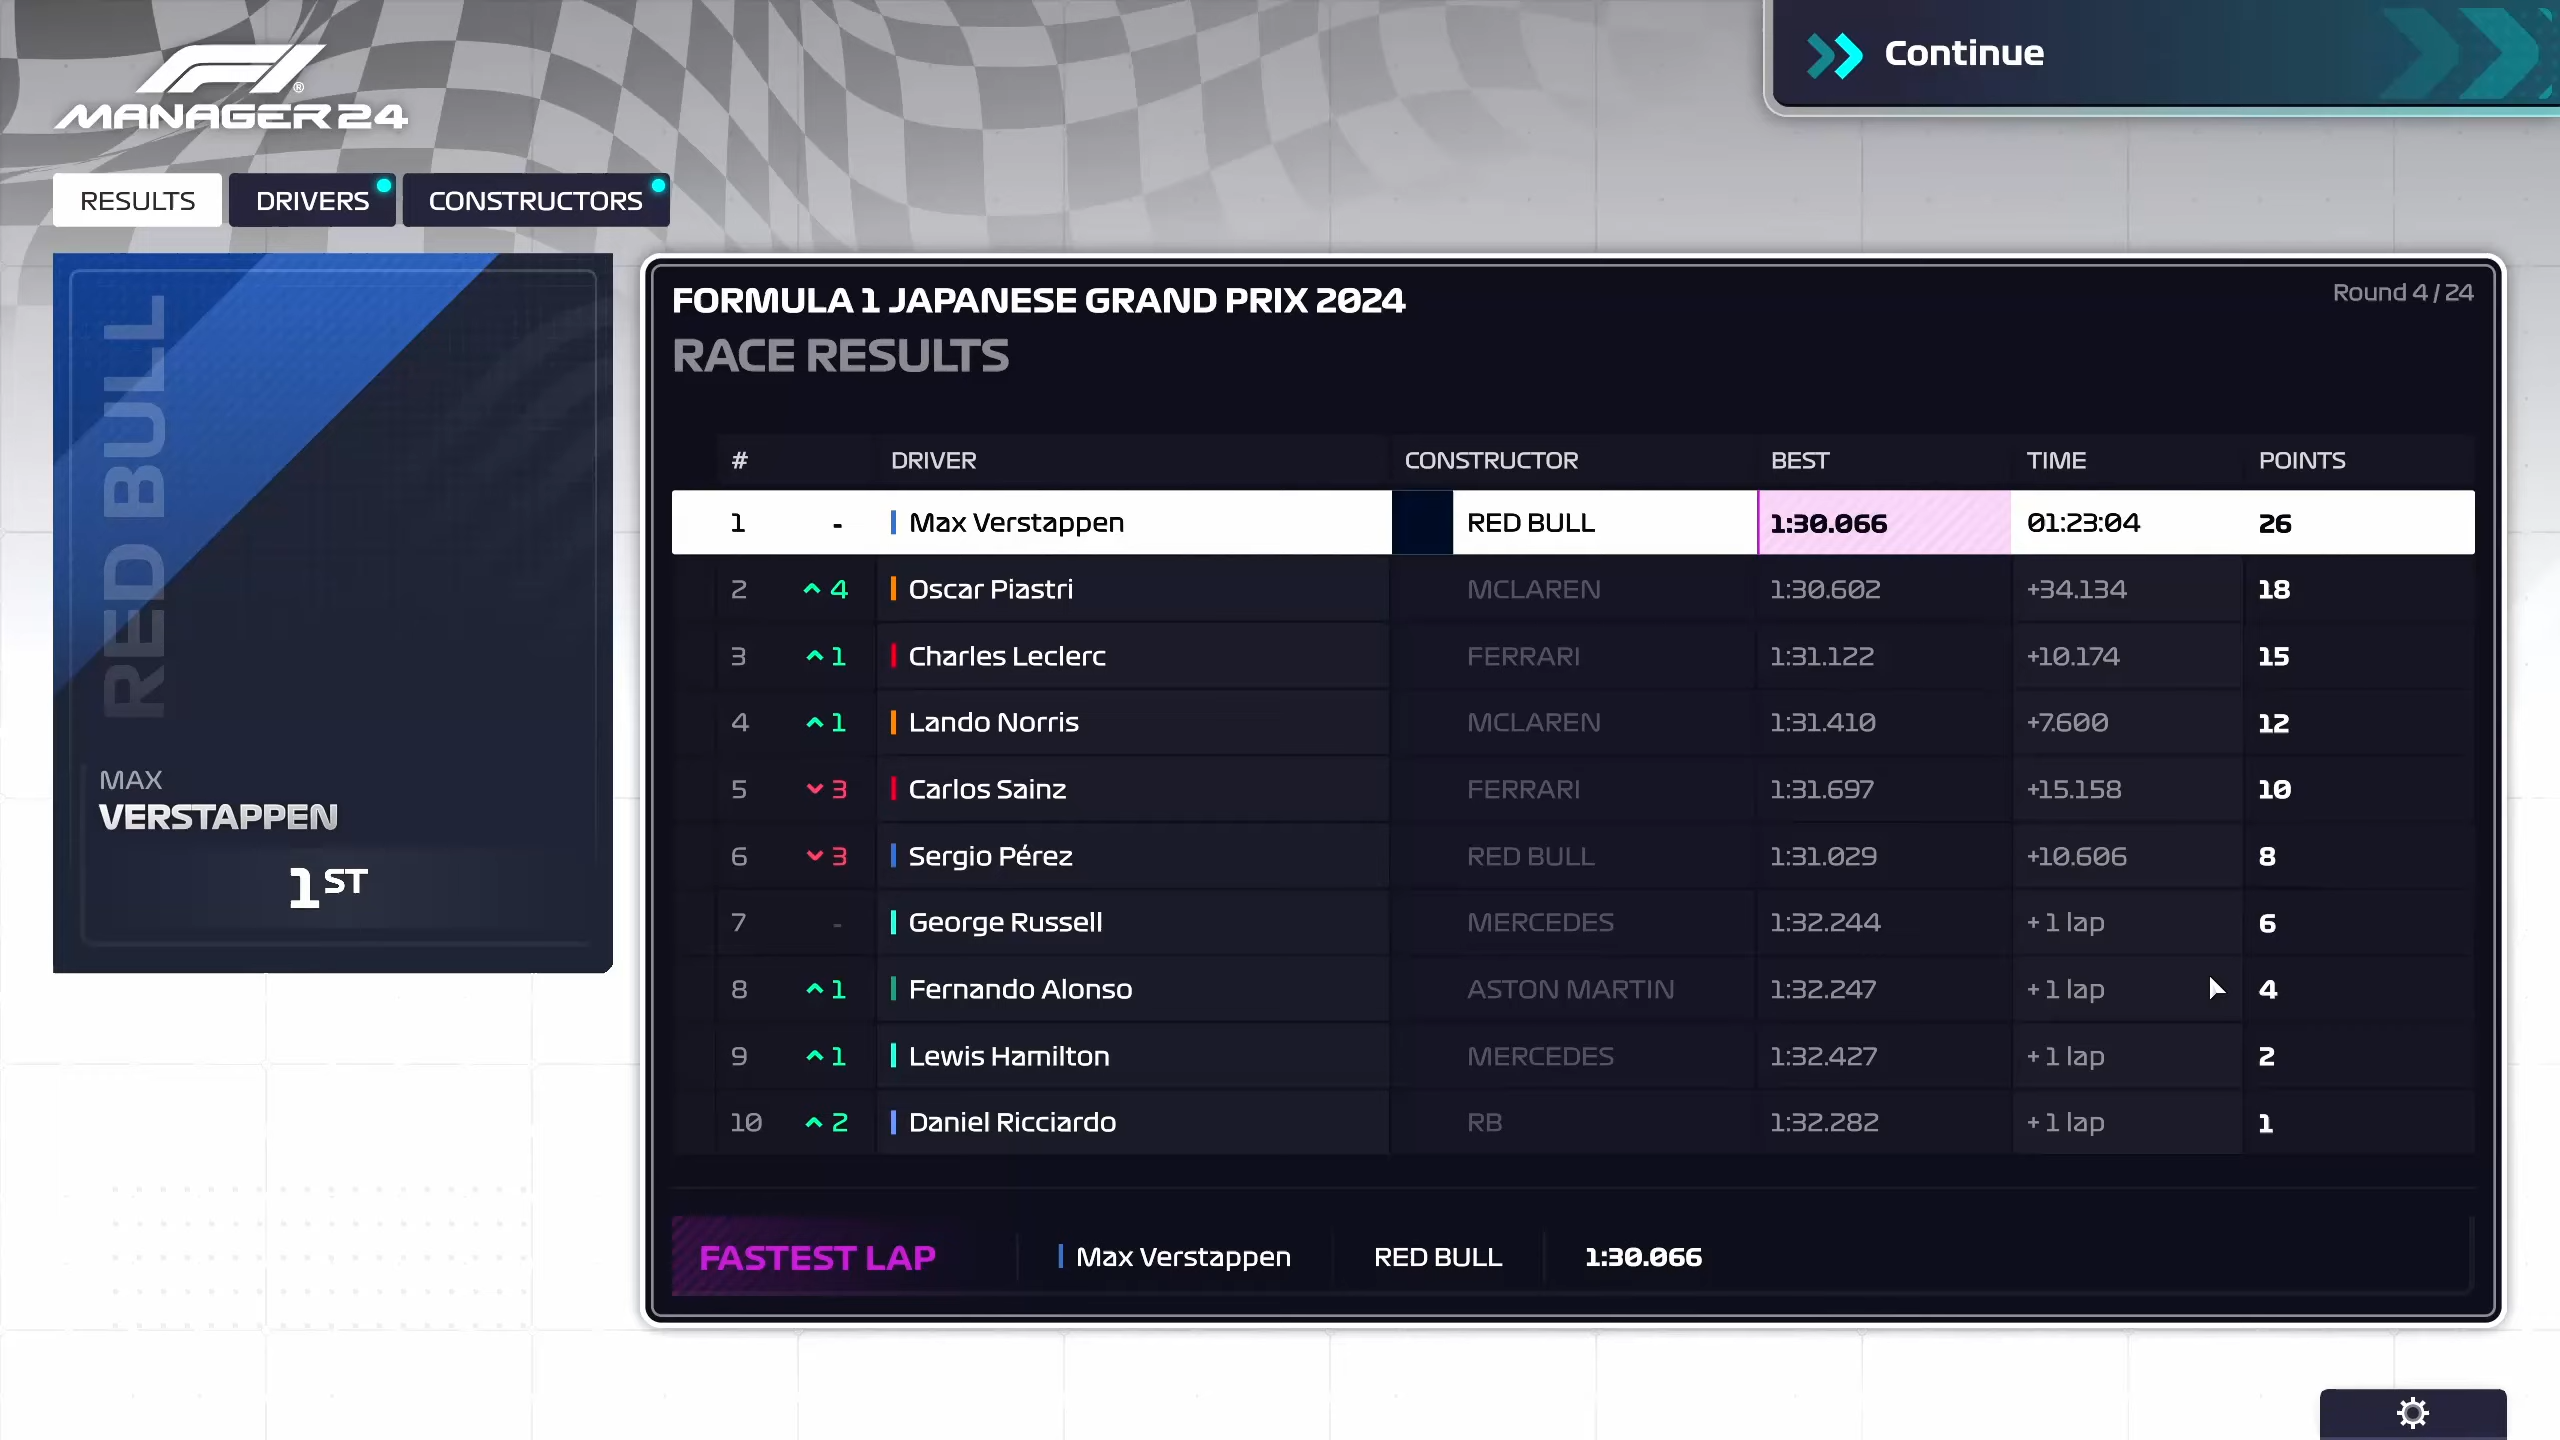 F1®
MANAGER 24
Continue
RESULTS DRIVERS CONSTRUCTORS
RED BULL
MAX
VERSTAPPEN
1ST
FORMULA 1 JAPANESE GRAND PRIX 2024 Round 4 / 24
RACE RESULTS
# DRIVER CONSTRUCTOR BEST TIME POINTS
1 - Max Verstappen RED BULL 1:30.066 01:23:04 26
2 4 Oscar Piastri MCLAREN 1:30.602 +34.134 18
3 1 Charles Leclerc FERRARI 1:31.122 +10.174 15
4 1 Lando Norris MCLAREN 1:31.410 +7.600 12
5 3 Carlos Sainz FERRARI 1:31.697 +15.158 10
6 3 Sergio Pérez RED BULL 1:31.029 +10.606 8
7 - George Russell MERCEDES 1:32.244 + 1 lap 6
8 1 Fernando Alonso ASTON MARTIN 1:32.247 + 1 lap 4
9 1 Lewis Hamilton MERCEDES 1:32.427 + 1 lap 2
10 2 Daniel Ricciardo RB 1:32.282 + 1 lap 1
FASTEST LAP Max Verstappen RED BULL 1:30.066